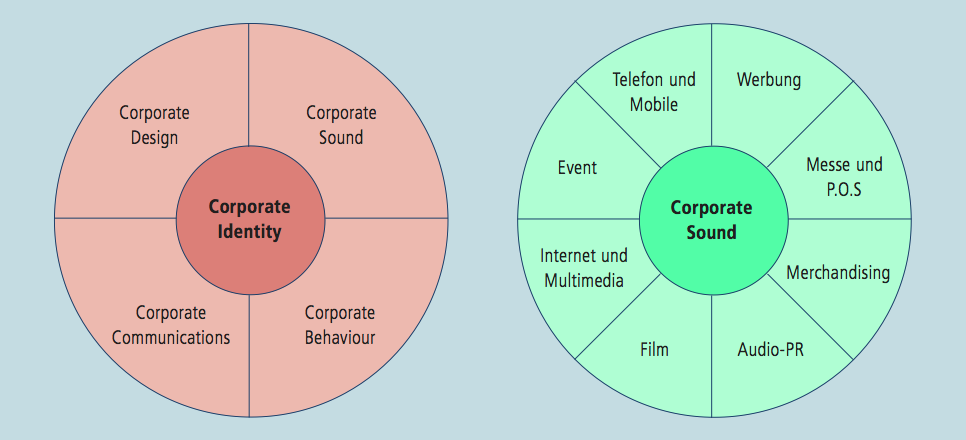 Corporate
Design
Corporate
Sound
Corporate
Identity
Corporate
Communications
Corporate
Behaviour
Telefon und
Mobile
Werbung
Event
Messe und
P.O.S
Corporate
Sound
Internet und
Multimedia
Merchandising
Film
Audio-PR